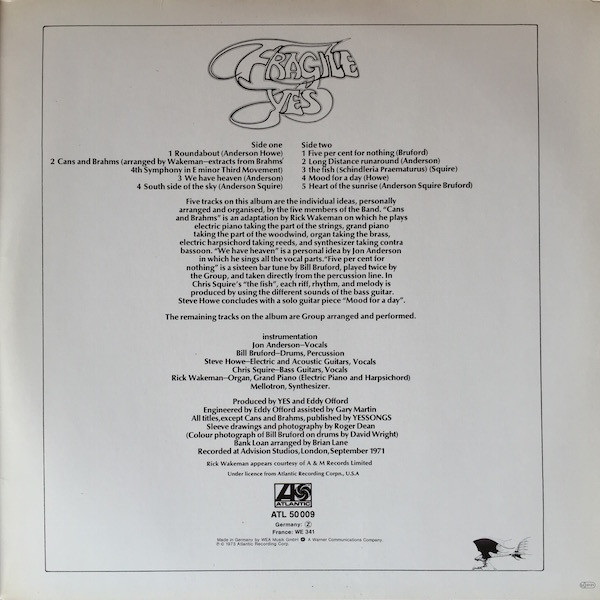 FRAGILE
YES
Side one
1 Roundabout (Anderson Howe)
2 Cans and Brahms (arranged by Wakeman–extracts from Brahms'
4th Symphony in E minor Third Movement)
3 We have heaven (Anderson)
4 South side of the sky (Anderson Squire)
Side two
1 Five per cent for nothing (Bruford)
2 Long Distance runaround (Anderson)
3 the fish (Schindleria Praematurus) (Squire)
4 Mood for a day (Howe)
5 Heart of the sunrise (Anderson Squire Bruford)
Five tracks on this album are the individual ideas, personally
arranged and organised, by the five members of the Band. "Cans
and Brahms" is an adaptation by Rick Wakeman on which he plays
electric piano taking the part of the strings, grand piano
taking the part of the woodwind, organ taking the brass,
electric harpsichord taking reeds, and synthesizer taking contra
bassoon. "We have heaven" is a personal idea by Jon Anderson
in which he sings all the vocal parts. "Five per cent for
nothing" is a sixteen bar tune by Bill Bruford, played twice by
the Group, and taken directly from the percussion line. In
Chris Squire's "the fish", each riff, rhythm, and melody is
produced by using the different sounds of the bass guitar.
Steve Howe concludes with a solo guitar piece "Mood for a day".
The remaining tracks on the album are Group arranged and performed.
instrumentation
Jon Anderson–Vocals
Bill Bruford–Drums, Percussion
Steve Howe–Electric and Acoustic Guitars, Vocals
Chris Squire–Bass Guitars, Vocals
Rick Wakeman–Organ, Grand Piano (Electric Piano and Harpsichord)
Mellotron, Synthesizer.
Produced by YES and Eddy Offord
Engineered by Eddy Offord assisted by Gary Martin
All titles, except Cans and Brahms, published by YESSONGS
Sleeve drawings and photography by Roger Dean
(Colour photograph of Bill Bruford on drums by David Wright)
Bank Loan arranged by Brian Lane
Recorded at Advision Studios, London, September 1971
Rick Wakeman appears courtesy of A & M Records Limited
Under licence from Atlantic Recording Corpn., U.S.A
ATLANTIC
ATL 50 009
Germany: Ⓩ
France: WE 341
Made in Germany by WEA Musik GmbH A Warner Communications Company
℗ © 1973 Atlantic Recording Corp.